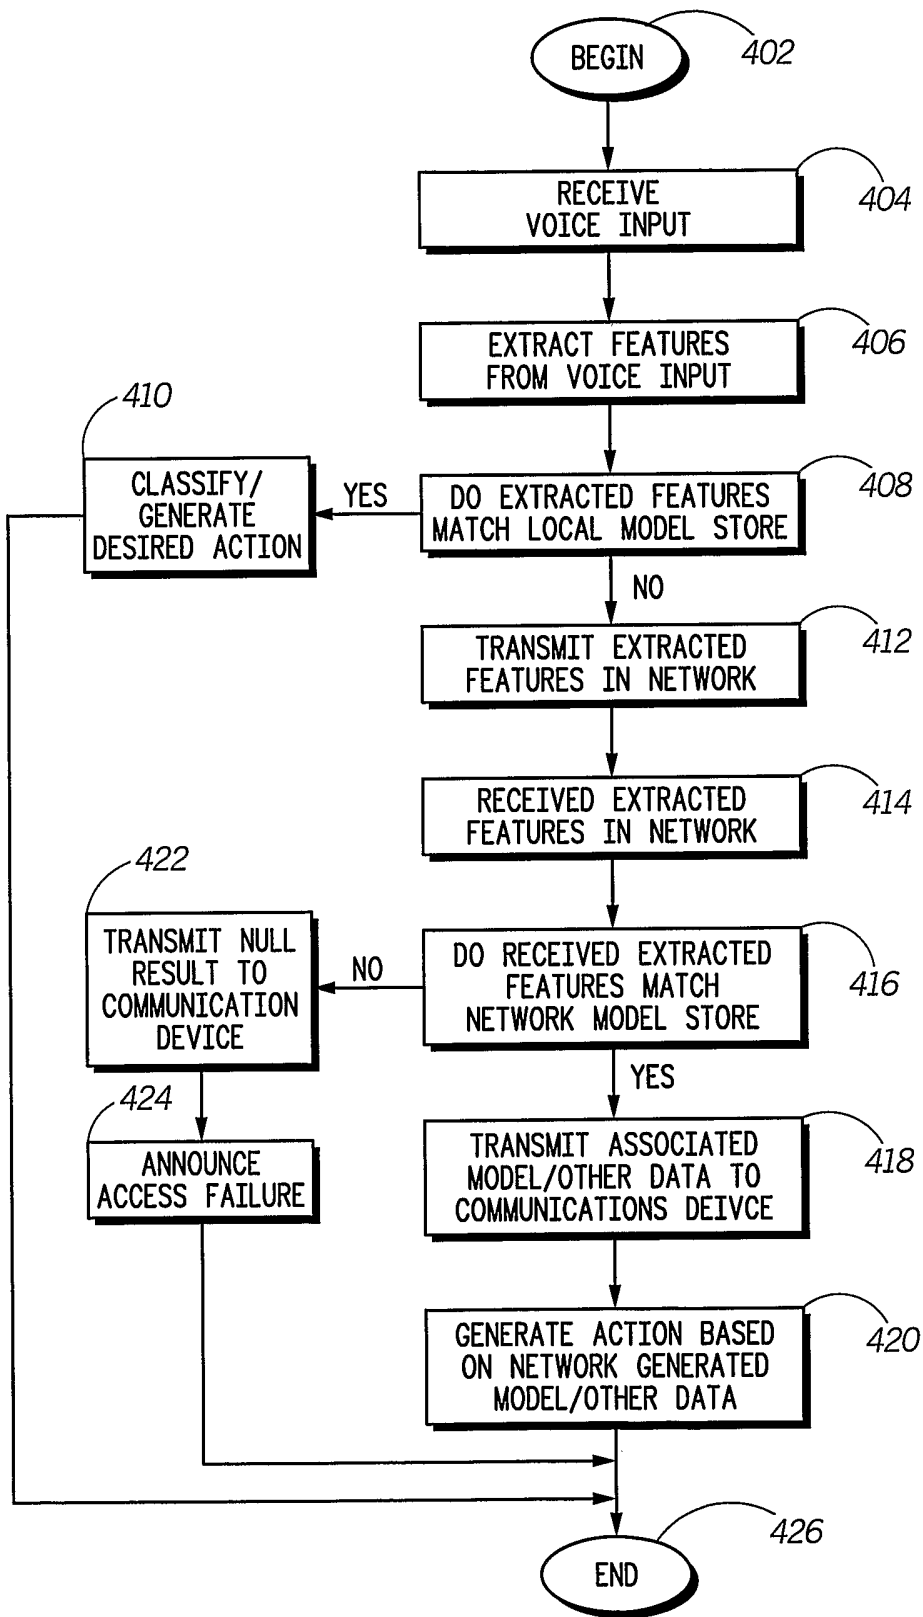 BEGIN
402
RECEIVE
VOICE INPUT
404
EXTRACT FEATURES
FROM VOICE INPUT
406
410
CLASSIFY/
GENERATE
DESIRED ACTION
YES
DO EXTRACTED FEATURES
MATCH LOCAL MODEL STORE
408
NO
TRANSMIT EXTRACTED
FEATURES IN NETWORK
412
RECEIVED EXTRACTED
FEATURES IN NETWORK
414
422
TRANSMIT NULL
RESULT TO
COMMUNICATION
DEVICE
NO
DO RECEIVED EXTRACTED
FEATURES MATCH
NETWORK MODEL STORE
416
YES
424
ANNOUNCE
ACCESS FAILURE
TRANSMIT ASSOCIATED
MODEL/OTHER DATA TO
COMMUNICATIONS DEIVCE
418
GENERATE ACTION BASED
ON NETWORK GENERATED
MODEL/OTHER DATA
420
END
426